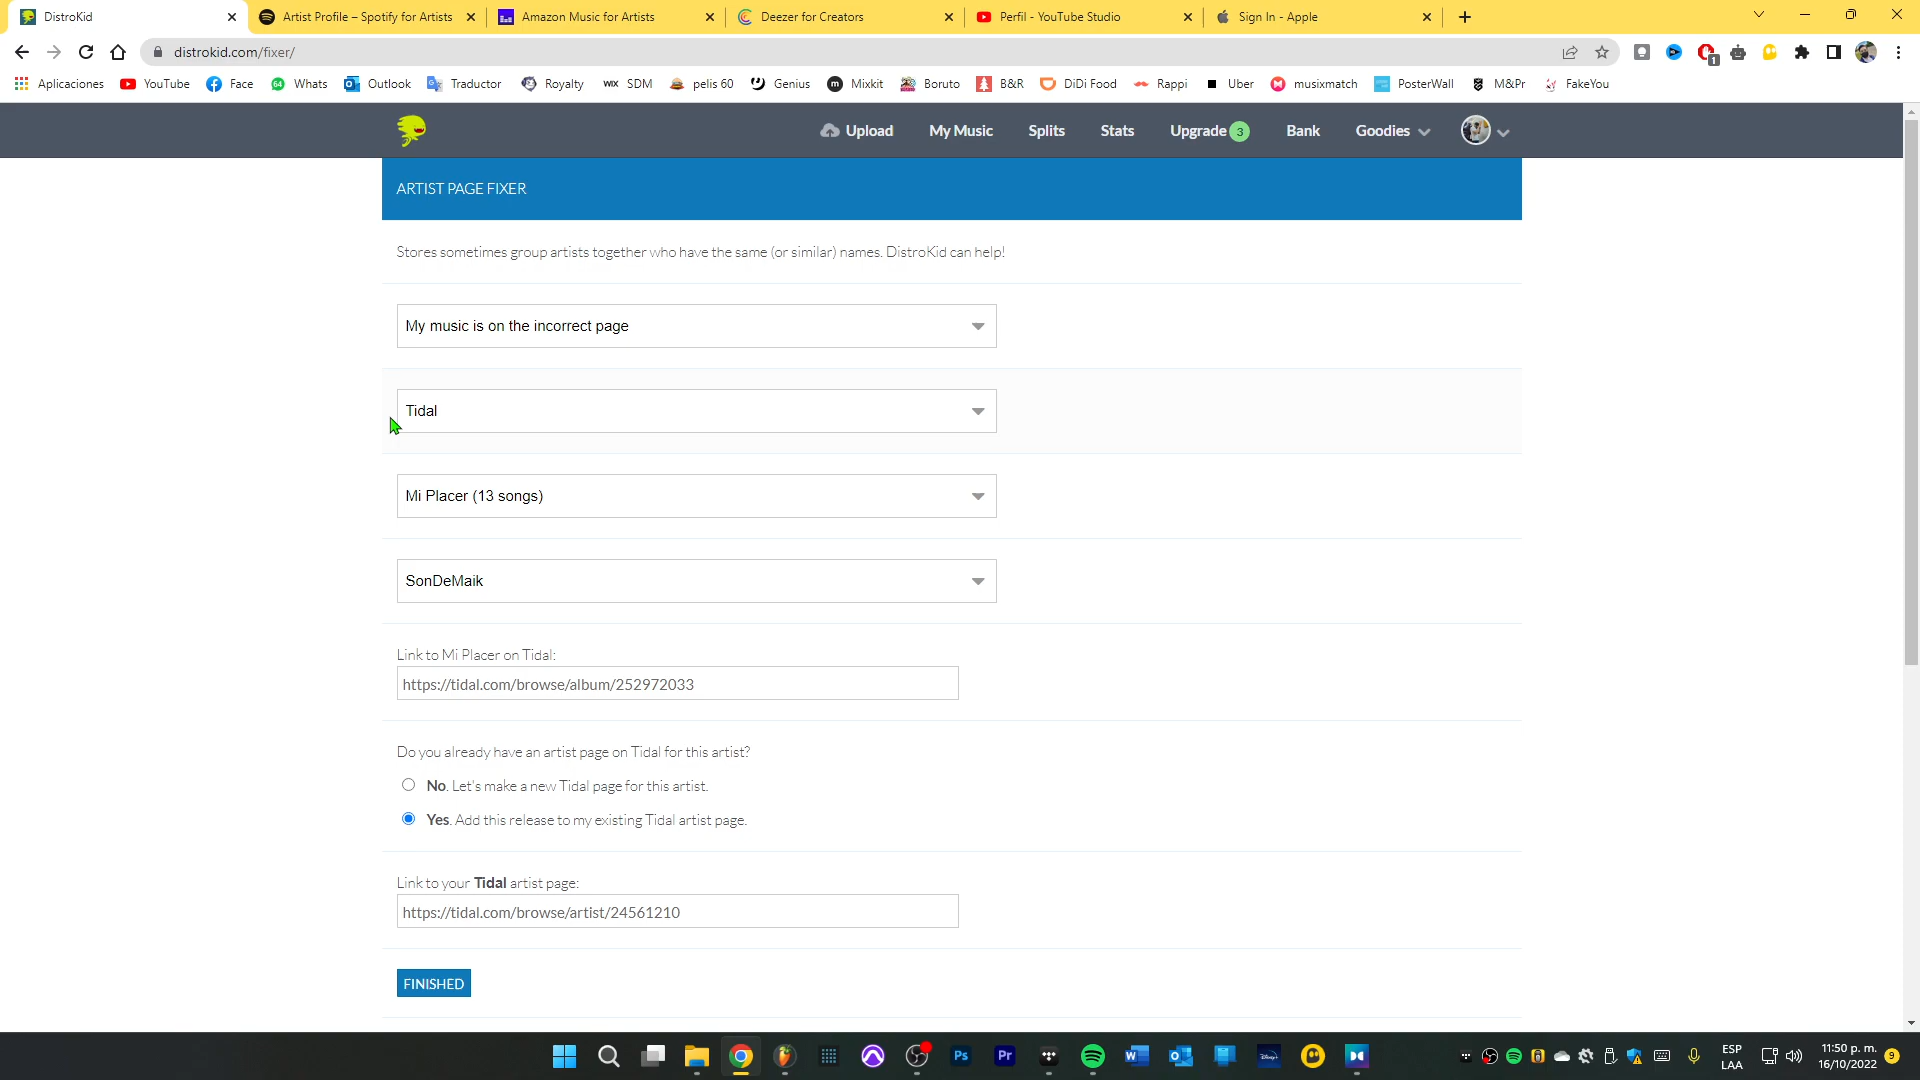 DistroKid
Artist Profile – Spotify for Artists
Amazon Music for Artists
Deezer for Creators
Perfil - YouTube Studio
Sign In - Apple
distrokid.com/fixer/
1
Aplicaciones
YouTube
Face
Whats
Outlook
Traductor
Royalty
WIX SDM
pelis 60
Genius
Mixkit
Boruto
B&R
DiDi Food
Rappi
Uber
musixmatch
PosterWall
M&Pr
FakeYou
Upload
My Music
Splits
Stats
Upgrade 3
Bank
Goodies
ARTIST PAGE FIXER
Stores sometimes group artists together who have the same (or similar) names. DistroKid can help!
My music is on the incorrect page
Tidal
Mi Placer (13 songs)
SonDeMaik
Link to Mi Placer on Tidal:
https://tidal.com/browse/album/252972033
Do you already have an artist page on Tidal for this artist?
No. Let's make a new Tidal page for this artist.
Yes. Add this release to my existing Tidal artist page.
Link to your Tidal artist page:
https://tidal.com/browse/artist/24561210
FINISHED
Ps
Pr
ESP
LAA
11:50 p. m.
16/10/2022
9